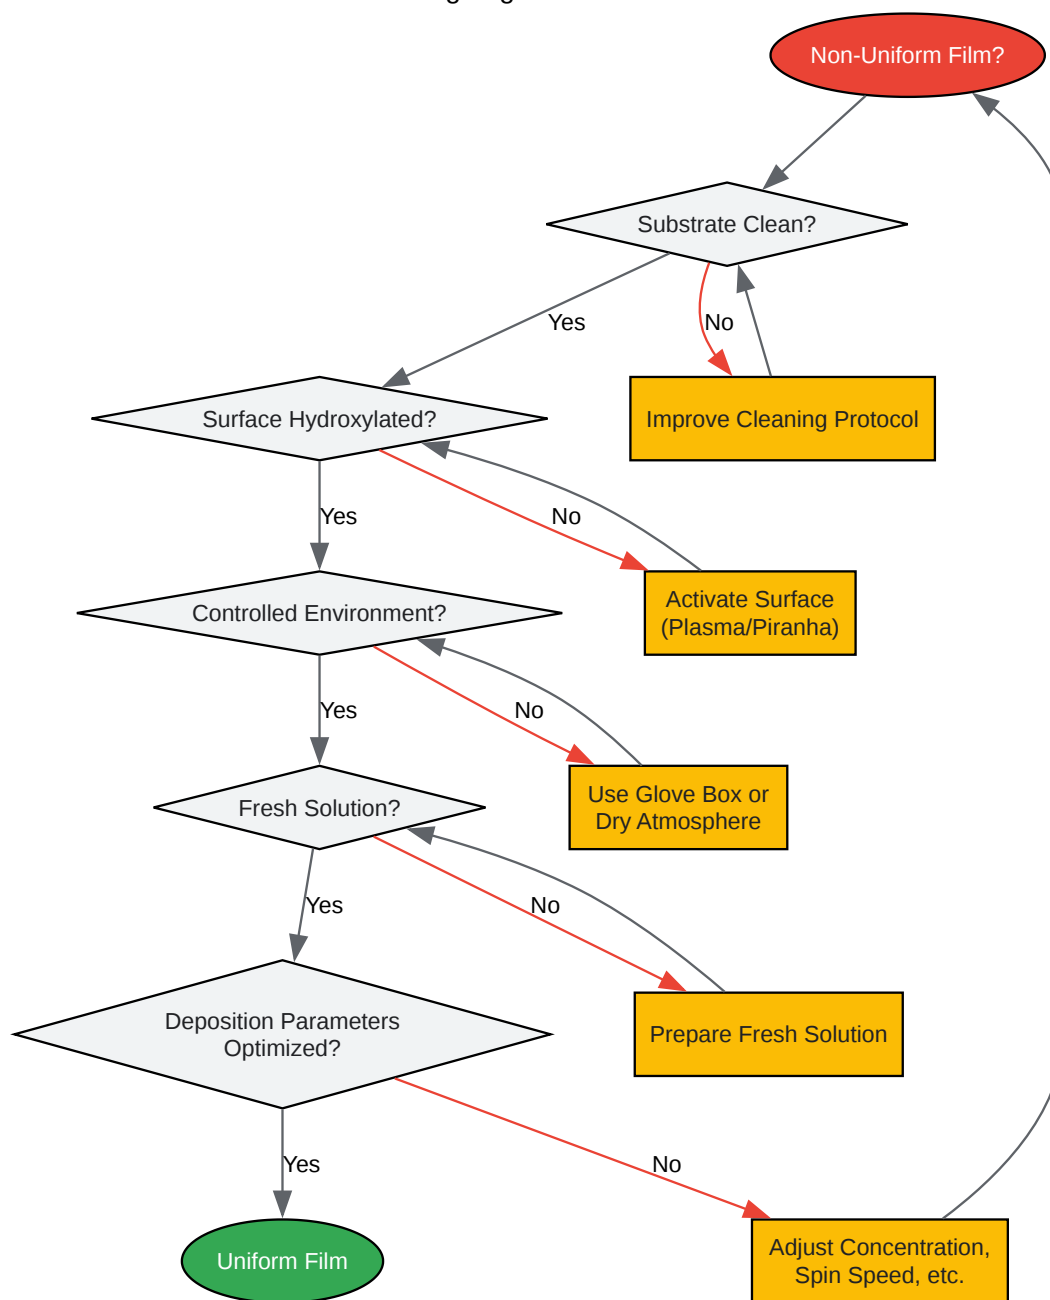 Non-Uniform Film?
Substrate Clean?
Yes
No
Surface Hydroxylated?
Improve Cleaning Protocol
Yes
No
Activate Surface
(Plasma/Piranha)
Controlled Environment?
Yes
No
Use Glove Box or
Dry Atmosphere
Fresh Solution?
Yes
No
Deposition Parameters
Optimized?
Prepare Fresh Solution
Yes
No
Uniform Film
Adjust Concentration,
Spin Speed, etc.